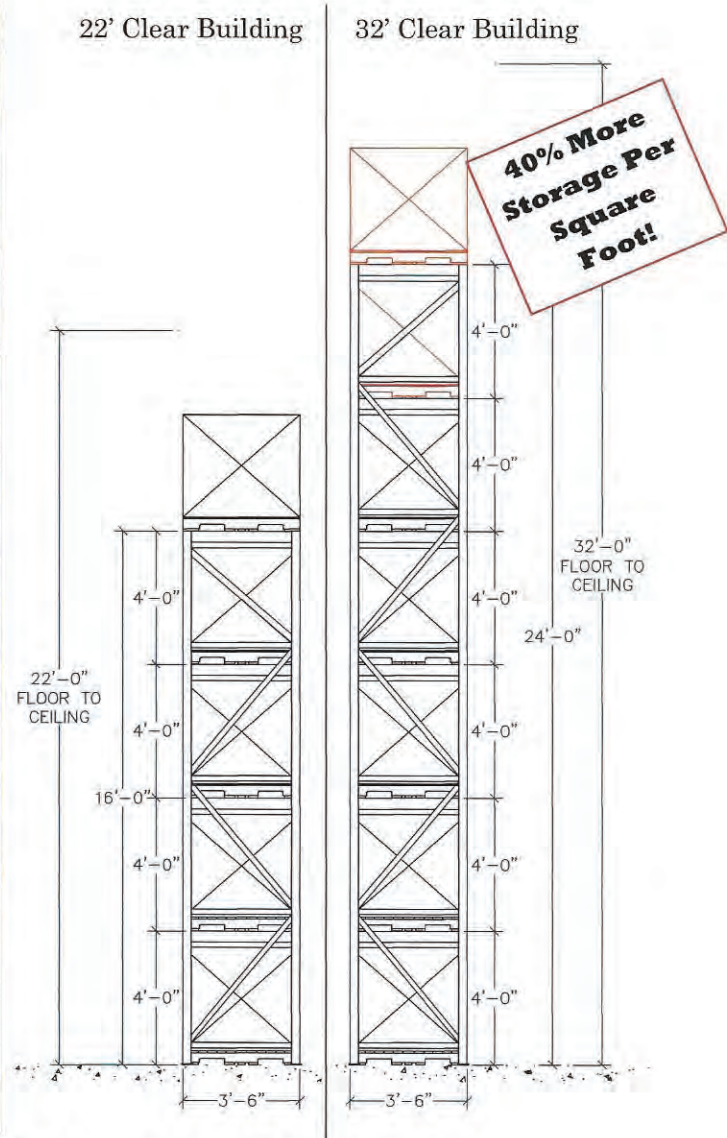 22' Clear Building
32' Clear Building
40% More
Storage Per
Square
Foot!
4'-0"
4'-0"
4'-0"
4'-0"
4'-0"
4'-0"
32'-0"
FLOOR TO
CEILING
24'-0"
4'-0"
4'-0"
4'-0"
4'-0"
22'-0"
FLOOR TO
CEILING
16'-0"
3'-6"
3'-6"